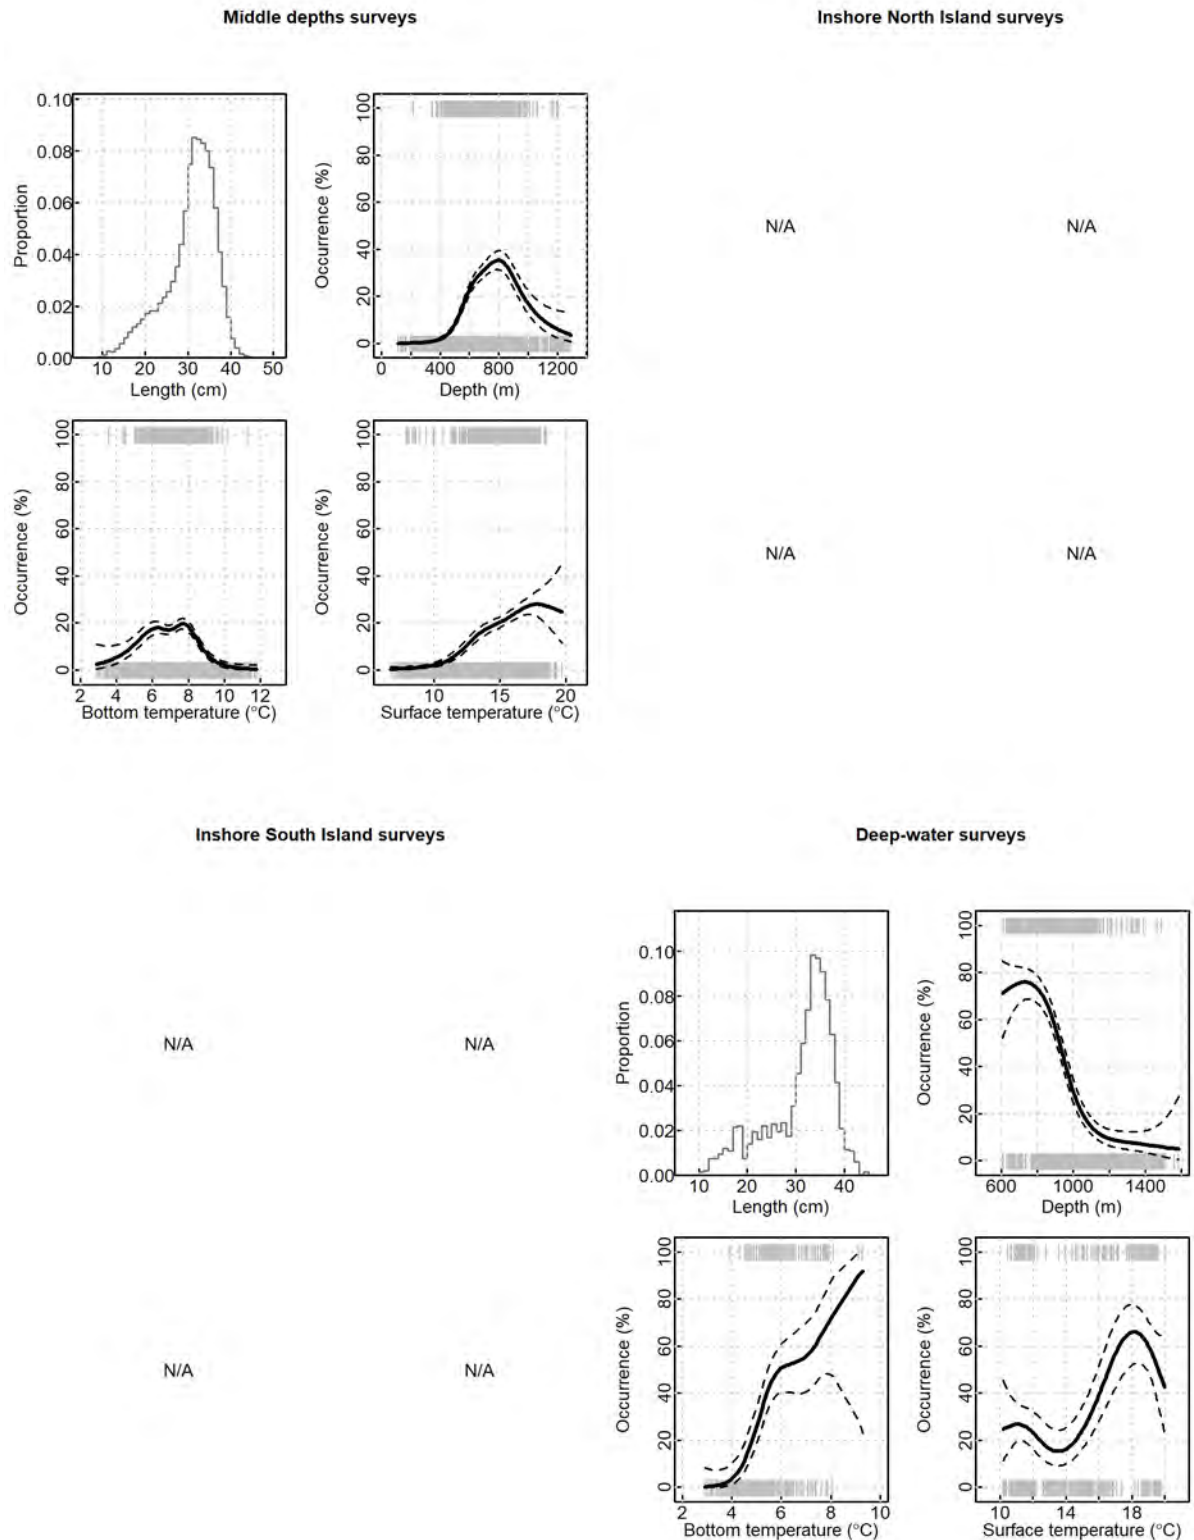 Middle depths surveys
Inshore North Island surveys
0.10
0.08
0.06
0.04
0.02
0.00
Proportion
10 20 30 40 50
Length (cm)
100
80
60
40
20
0
Occurrence (%)
0 400 800 1200
Depth (m)
N/A
N/A
100
80
60
40
20
0
Occurrence (%)
2 4 6 8 10 12
Bottom temperature (°C)
100
80
60
40
20
0
Occurrence (%)
10 15 20
Surface temperature (°C)
N/A
N/A
Inshore South Island surveys
Deep-water surveys
N/A
N/A
0.10
0.08
0.06
0.04
0.02
0.00
Proportion
10 20 30 40
Length (cm)
100
80
60
40
20
0
Occurrence (%)
600 1000 1400
Depth (m)
N/A
N/A
100
80
60
40
20
0
Occurrence (%)
2 4 6 8 10
Bottom temperature (°C)
100
80
60
40
20
0
Occurrence (%)
10 14 18
Surface temperature (°C)